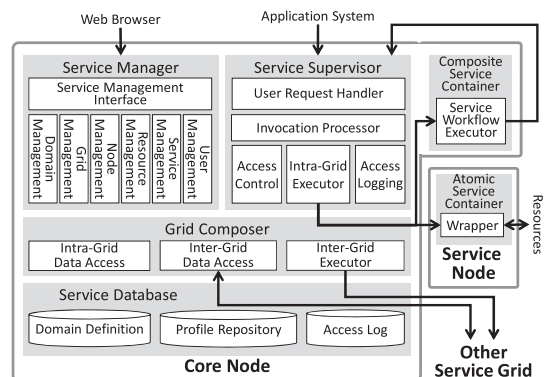 Web Browser
Application System
Service Manager
Service Management
Interface
Domain
Management
Grid
Management
Node
Management
Resource
Management
Service
Management
User
Management
Service Supervisor
User Request Handler
Invocation Processor
Access
Control
Intra-Grid
Executor
Access
Logging
Composite
Service
Container
Service
Workflow
Executor
Atomic
Service
Container
Wrapper
Resources
Service
Node
Grid Composer
Intra-Grid
Data Access
Inter-Grid
Data Access
Inter-Grid
Executor
Service Database
Domain Definition
Profile Repository
Access Log
Core Node
Other
Service Grid